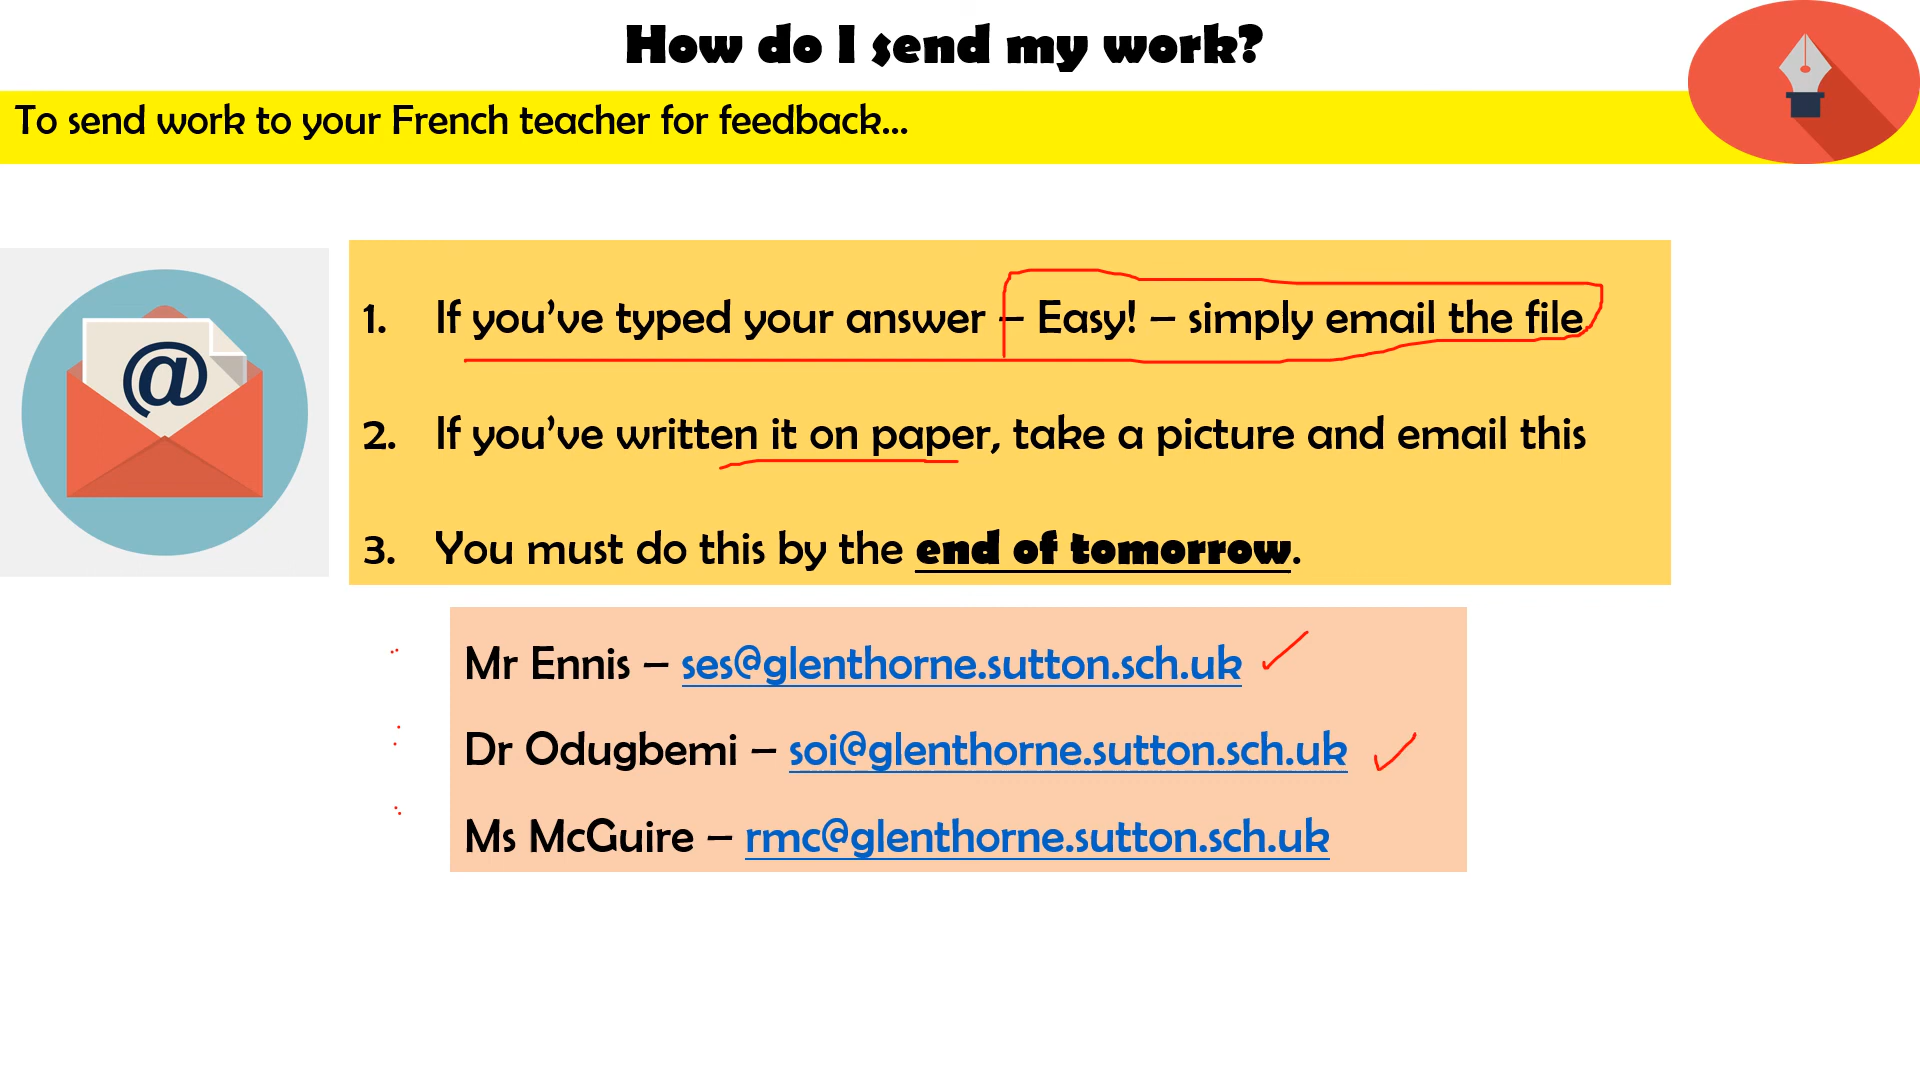 How do I send my work?
To send work to your French teacher for feedback...
@
1. If you've typed your answer – Easy! – simply email the file
2. If you've written it on paper, take a picture and email this
3. You must do this by the end of tomorrow.
Mr Ennis – ses@glenthorne.sutton.sch.uk
Dr Odugbemi – soi@glenthorne.sutton.sch.uk
Ms McGuire – rmc@glenthorne.sutton.sch.uk